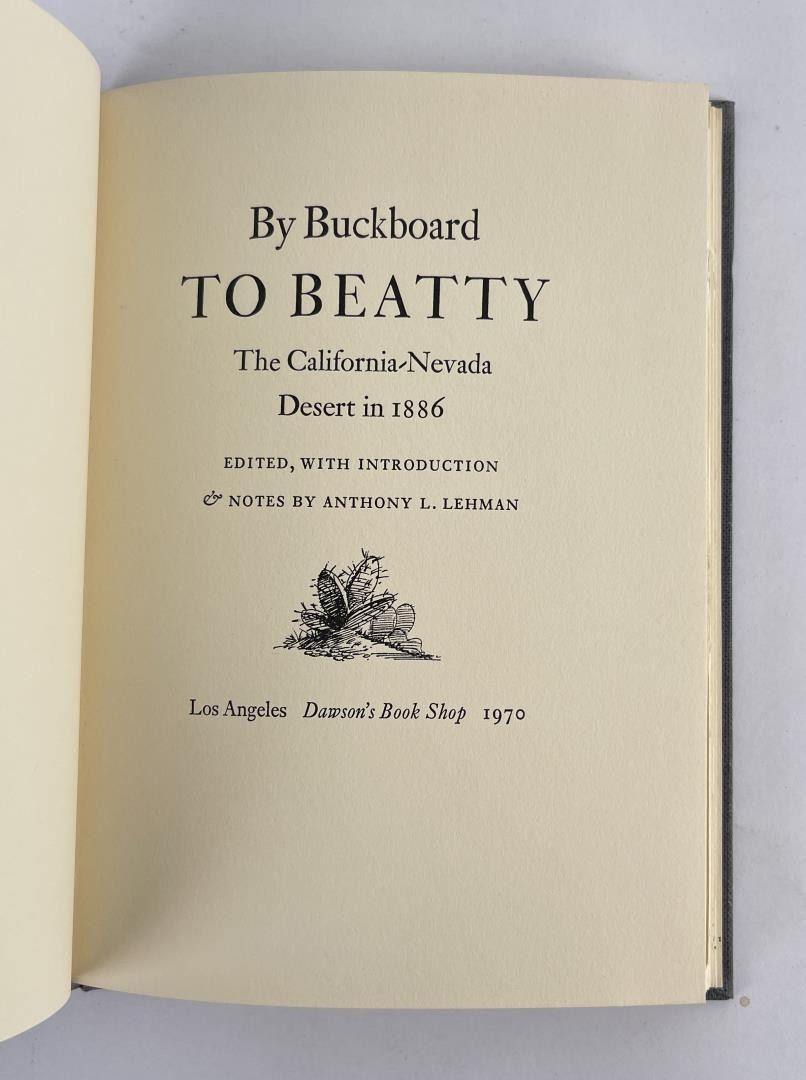 By Buckboard
TO BEATTY
The California-Nevada
Desert in 1886
EDITED, WITH INTRODUCTION
& NOTES BY ANTHONY L. LEHMAN
Los Angeles Dawson's Book Shop 1970